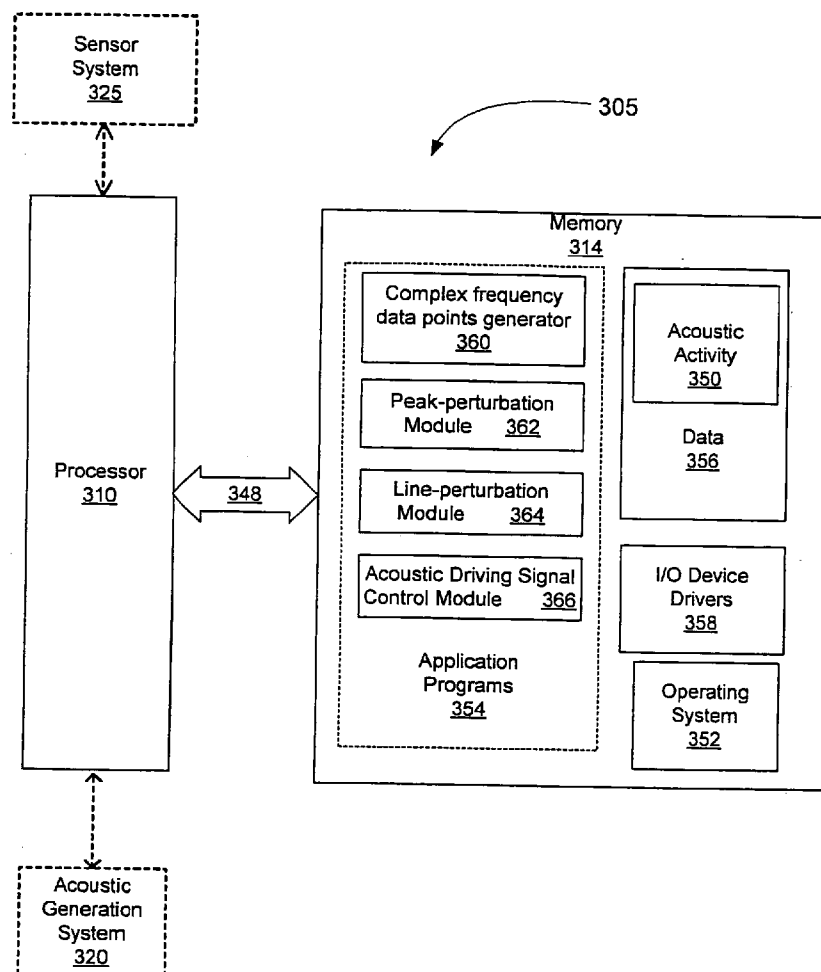 Sensor
System
325
305
Memory
314
Complex frequency
data points generator
360
Peak-perturbation
Module 362
Line-perturbation
Module 364
Acoustic Driving Signal
Control Module 366
Application
Programs
354
Acoustic
Activity
350
Data
356
I/O Device
Drivers
358
Operating
System
352
Processor
310
348
Acoustic
Generation
System
320